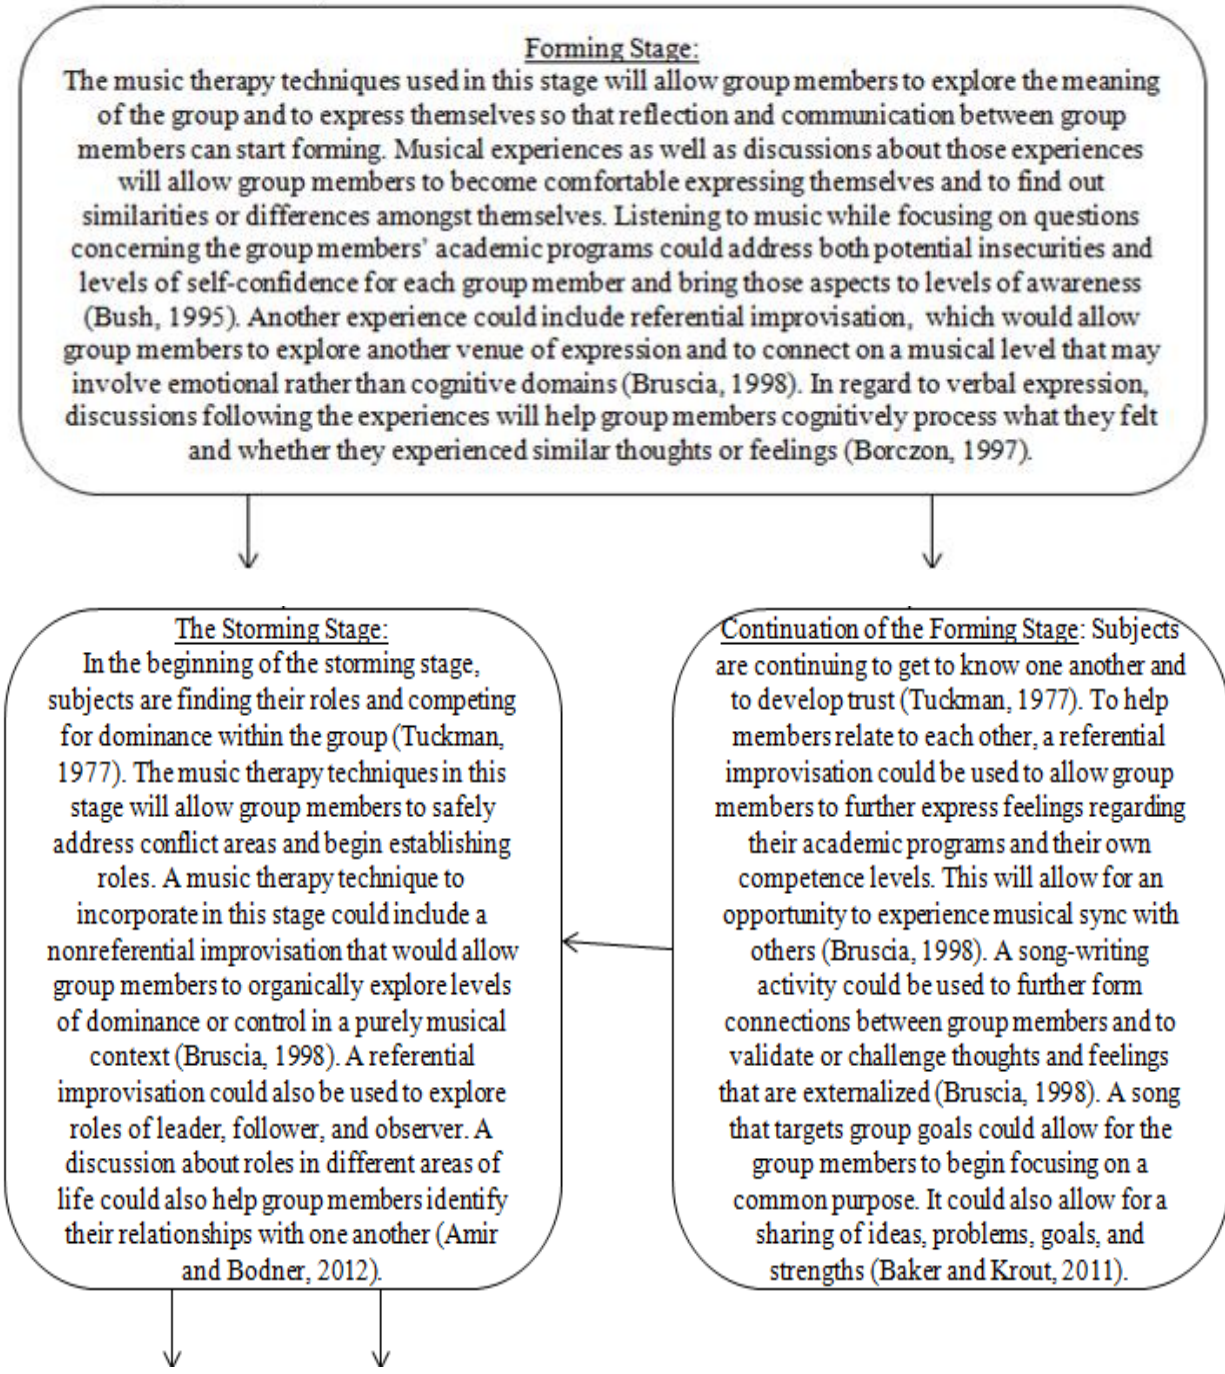 Forming Stage:
The music therapy techniques used in this stage will allow group members to explore the meaning
of the group and to express themselves so that reflection and communication between group
members can start forming. Musical experiences as well as discussions about those experiences
will allow group members to become comfortable expressing themselves and to find out
similarities or differences amongst themselves. Listening to music while focusing on questions
concerning the group members' academic programs could address both potential insecurities and
levels of self-confidence for each group member and bring those aspects to levels of awareness
(Bush, 1995). Another experience could include referential improvisation, which would allow
group members to explore another venue of expression and to connect on a musical level that may
involve emotional rather than cognitive domains (Bruscia, 1998). In regard to verbal expression,
discussions following the experiences will help group members cognitively process what they felt
and whether they experienced similar thoughts or feelings (Borczon, 1997).
The Storming Stage:
In the beginning of the storming stage,
subjects are finding their roles and competing
for dominance within the group (Tuckman,
1977). The music therapy techniques in this
stage will allow group members to safely
address conflict areas and begin establishing
roles. A music therapy technique to
incorporate in this stage could include a
nonreferential improvisation that would allow
group members to organically explore levels
of dominance or control in a purely musical
context (Bruscia, 1998). A referential
improvisation could also be used to explore
roles of leader, follower, and observer. A
discussion about roles in different areas of
life could also help group members identify
their relationships with one another (Amir
and Bodner, 2012).
Continuation of the Forming Stage: Subjects
are continuing to get to know one another and
to develop trust (Tuckman, 1977). To help
members relate to each other, a referential
improvisation could be used to allow group
members to further express feelings regarding
their academic programs and their own
competence levels. This will allow for an
opportunity to experience musical sync with
others (Bruscia, 1998). A song-writing
activity could be used to further form
connections between group members and to
validate or challenge thoughts and feelings
that are externalized (Bruscia, 1998). A song
that targets group goals could allow for the
group members to begin focusing on a
common purpose. It could also allow for a
sharing of ideas, problems, goals, and
strengths (Baker and Krout, 2011).